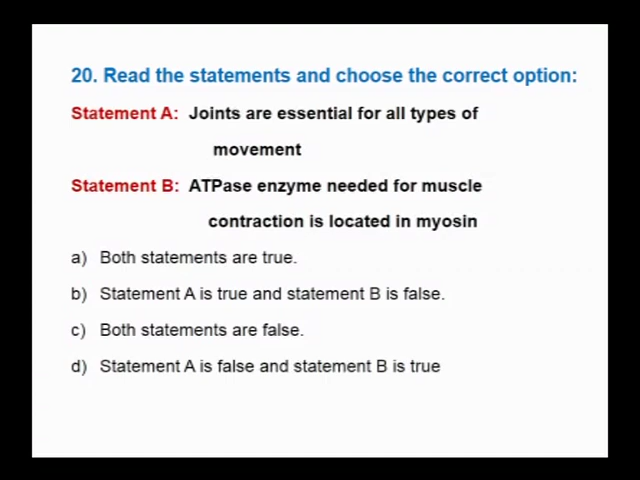 20. Read the statements and choose the correct option:
Statement A: Joints are essential for all types of
movement
Statement B: ATPase enzyme needed for muscle
contraction is located in myosin
a) Both statements are true.
b) Statement A is true and statement B is false.
c) Both statements are false.
d) Statement A is false and statement B is true